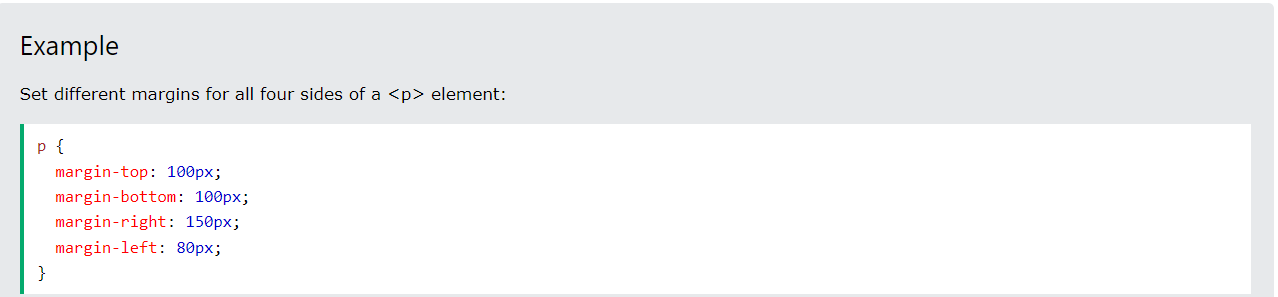 Example
Set different margins for all four sides of a <p> element:
p {
  margin-top: 100px;
  margin-bottom: 100px;
  margin-right: 150px;
  margin-left: 80px;
}